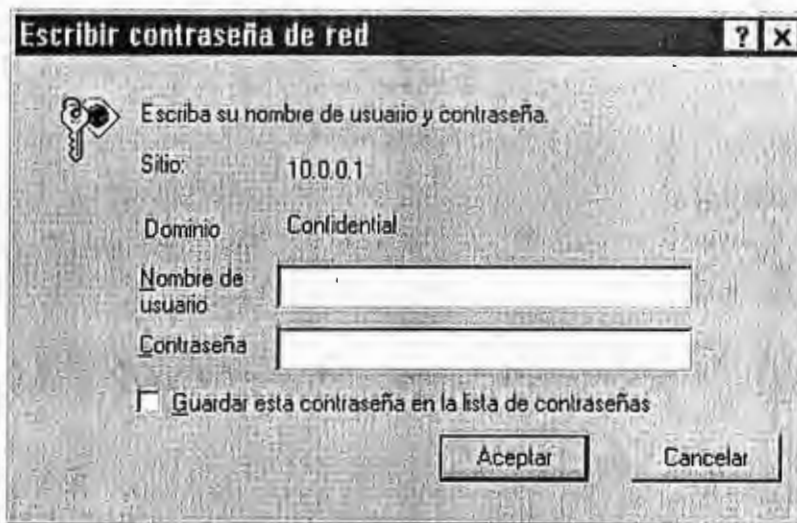 Escribir contraseña de red
? X
Escriba su nombre de usuario y contraseña.
Sitio: 10.0.0.1
Dominio Confidential
Nombre de
usuario
Contraseña
Guardar esta contraseña en la lista de contraseñas
Aceptar Cancelar